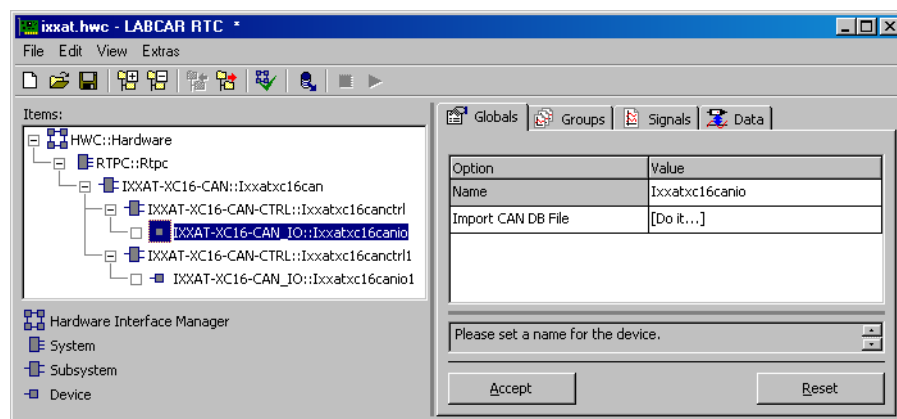 ixxat.hwc - LABCAR RTC *
File Edit View Extras
Items:
HWC::Hardware
RTPC::Rtpc
IXXAT-XC16-CAN::Ixxatxc16can
IXXAT-XC16-CAN-CTRL::Ixxatxc16canctrl
IXXAT-XC16-CAN_IO::Ixxatxc16canio
IXXAT-XC16-CAN-CTRL::Ixxatxc16canctrl1
IXXAT-XC16-CAN_IO::Ixxatxc16canio1
Hardware Interface Manager
System
Subsystem
Device
Globals Groups Signals Data
Option Value
Name Ixxatxc16canio
Import CAN DB File [Do it...]
Please set a name for the device.
Accept Reset